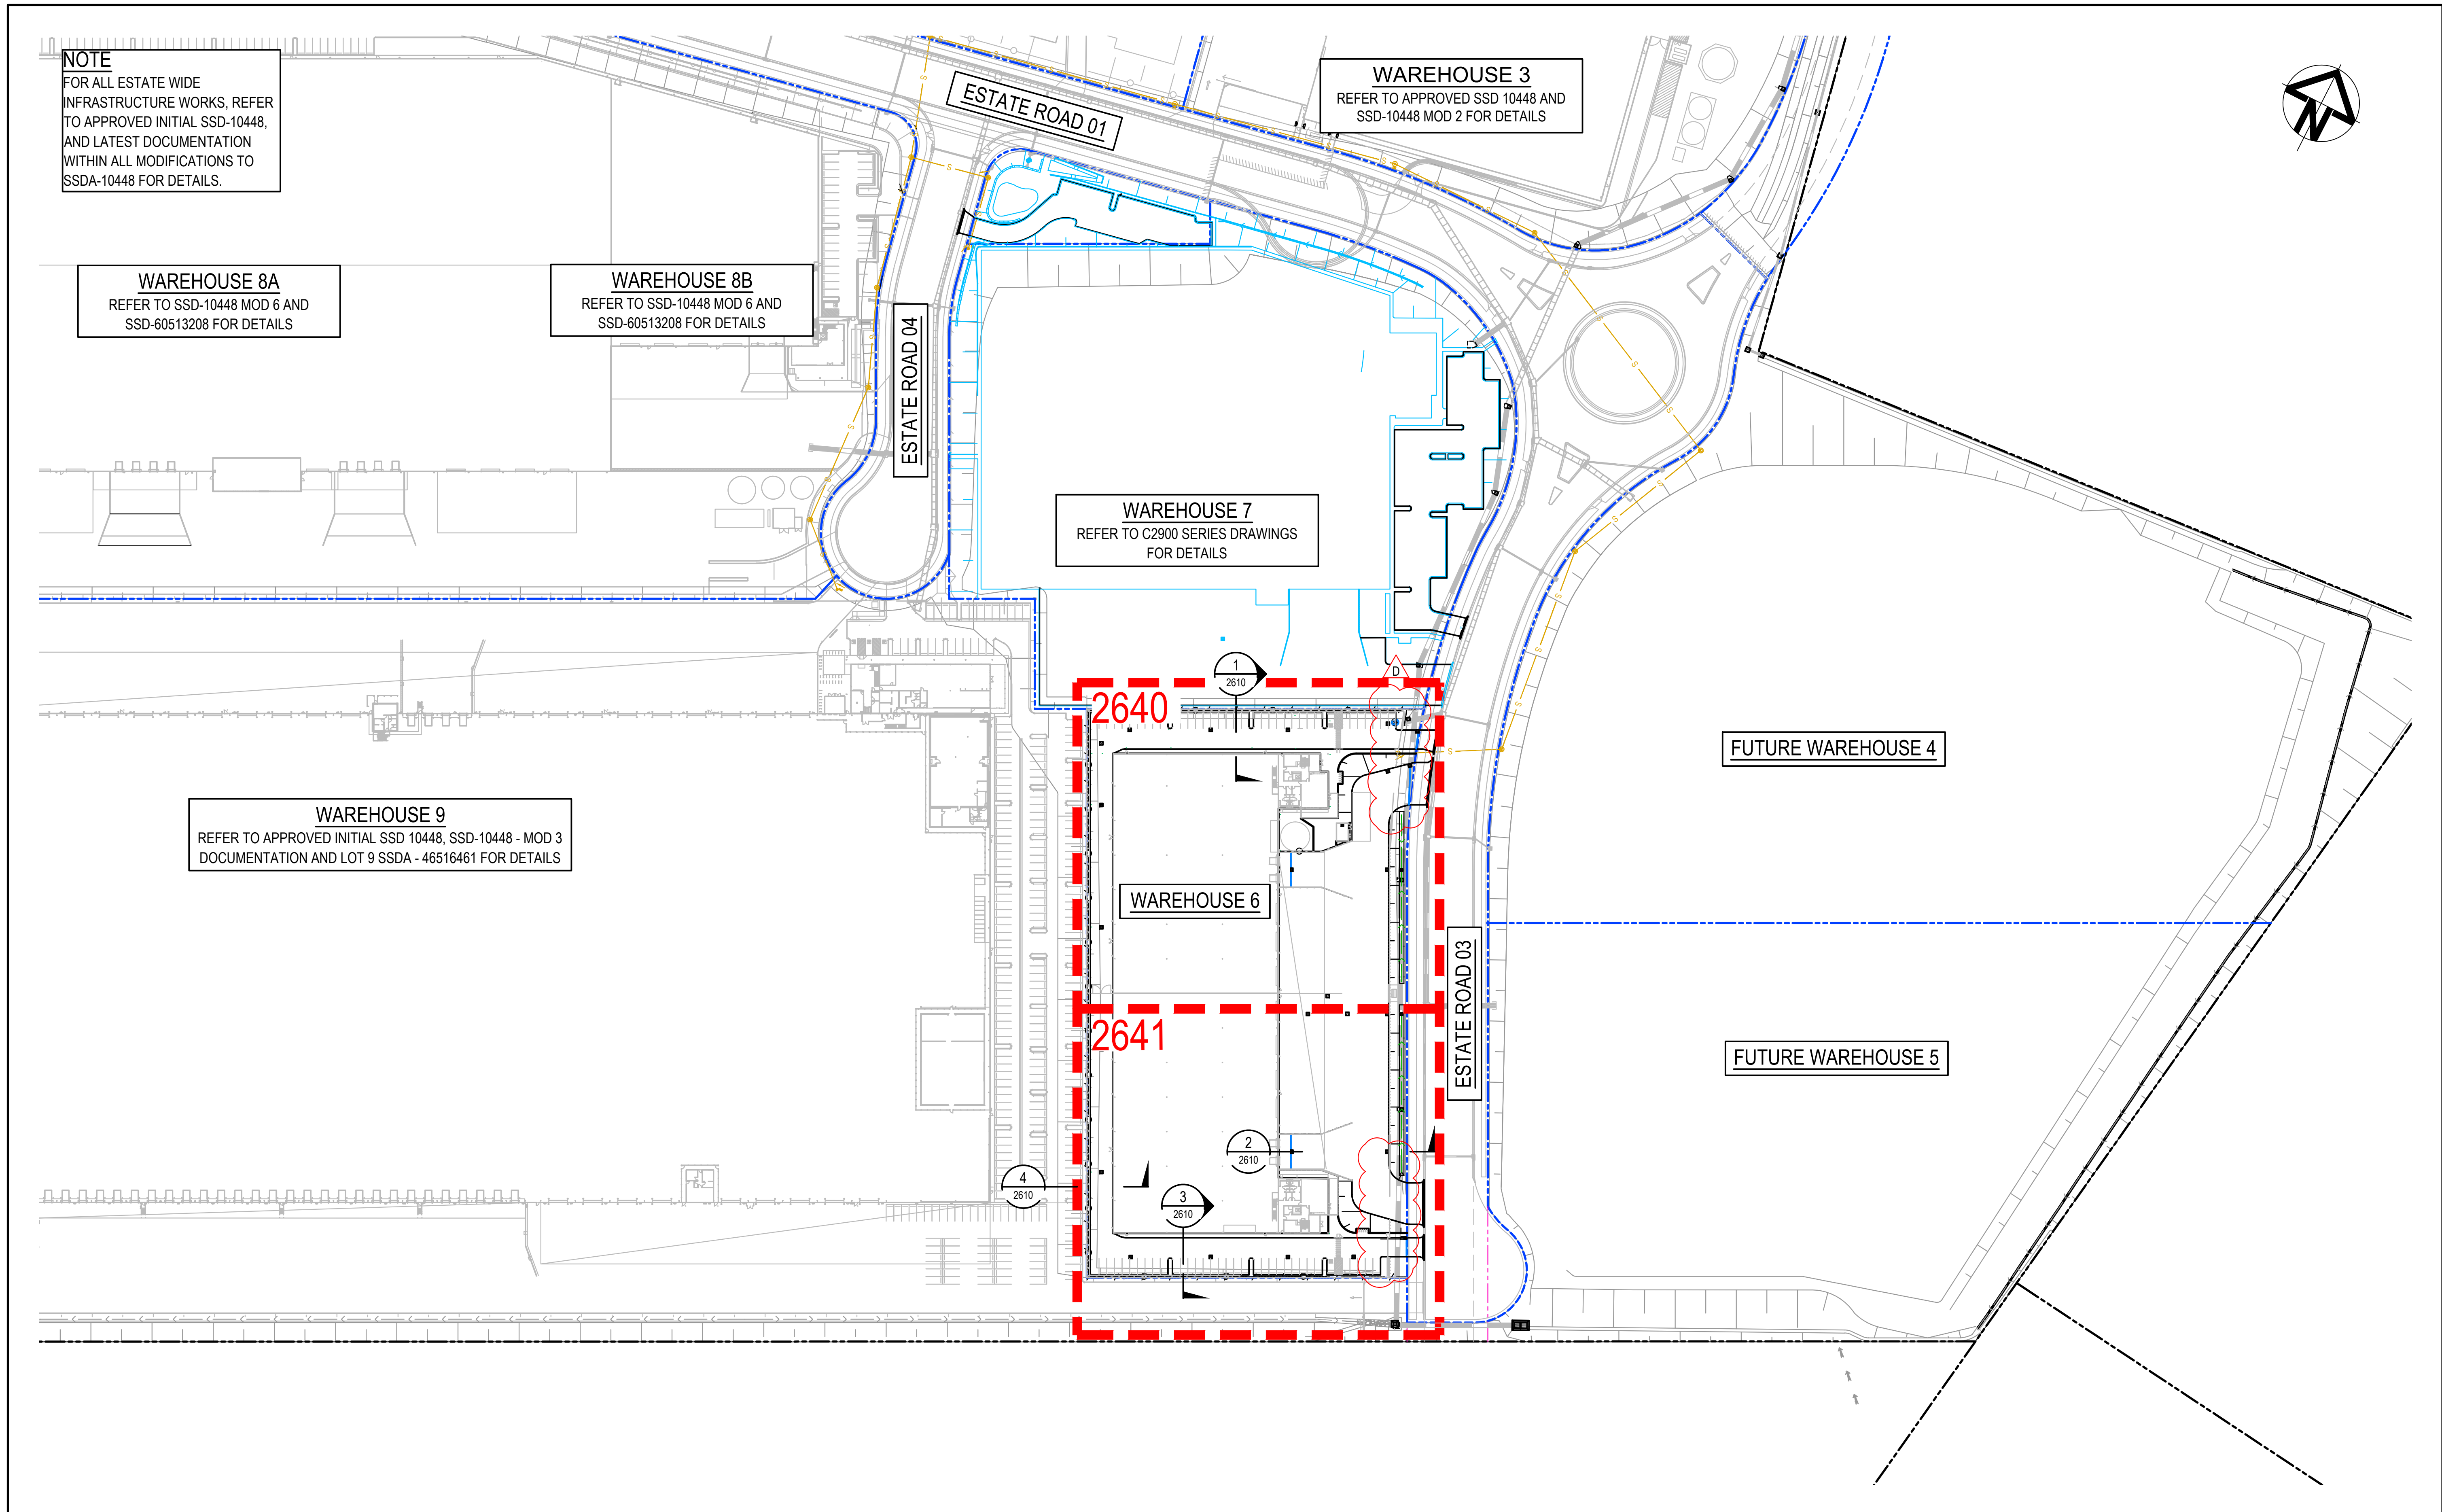 NOTE
FOR ALL ESTATE WIDE
INFRASTRUCTURE WORKS, REFER
TO APPROVED INITIAL SSD-10448,
AND LATEST DOCUMENTATION
WITHIN ALL MODIFICATIONS TO
SSDA-10448 FOR DETAILS.
ESTATE ROAD 01
WAREHOUSE 3
REFER TO APPROVED SSD 10448 AND
SSD-10448 MOD 2 FOR DETAILS
N
WAREHOUSE 8A
REFER TO SSD-10448 MOD 6 AND
SSD-60513208 FOR DETAILS
WAREHOUSE 8B
REFER TO SSD-10448 MOD 6 AND
SSD-60513208 FOR DETAILS
ESTATE ROAD 04
WAREHOUSE 7
REFER TO C2900 SERIES DRAWINGS
FOR DETAILS
1
2610
D
2640
FUTURE WAREHOUSE 4
WAREHOUSE 9
REFER TO APPROVED INITIAL SSD 10448, SSD-10448 - MOD 3
DOCUMENTATION AND LOT 9 SSDA - 46516461 FOR DETAILS
WAREHOUSE 6
ESTATE ROAD 03
2641
FUTURE WAREHOUSE 5
2
2610
4
2610
3
2610